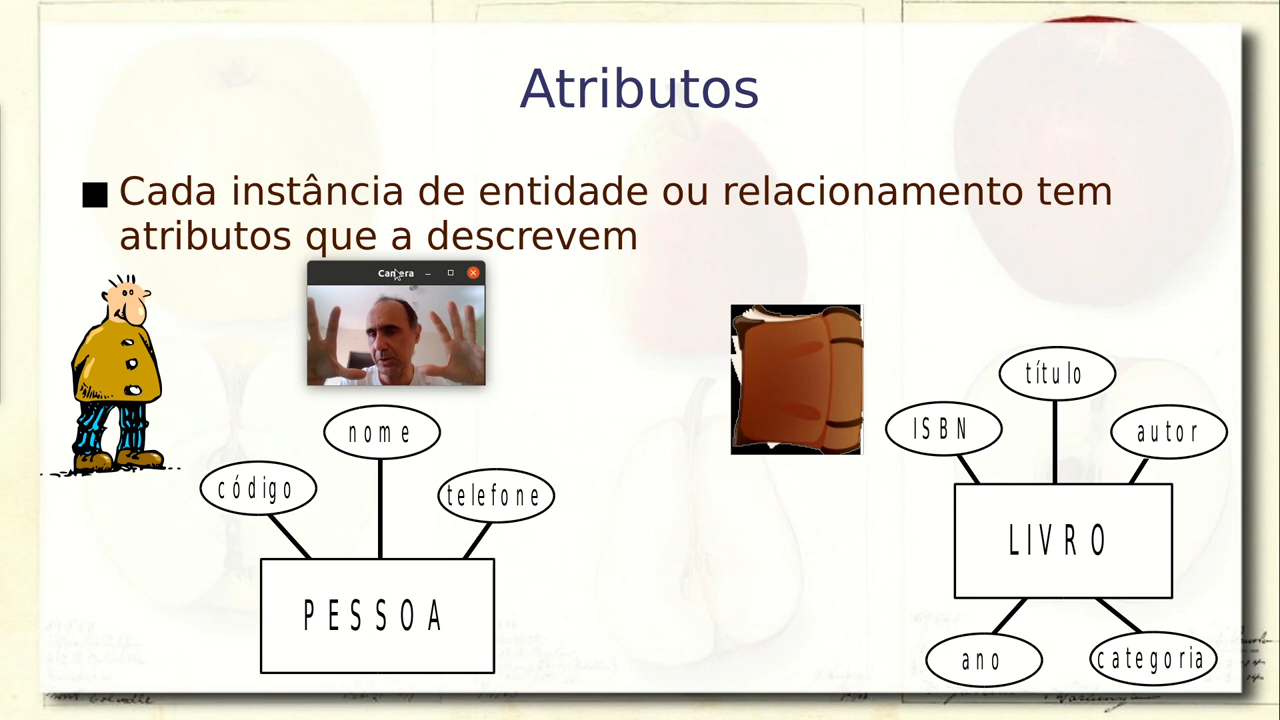 Atributos
Cada instância de entidade ou relacionamento tem
atributos que a descrevem
Camera
nome
código
telefone
PESSOA
título
ISBN
autor
LIVRO
ano
categoria